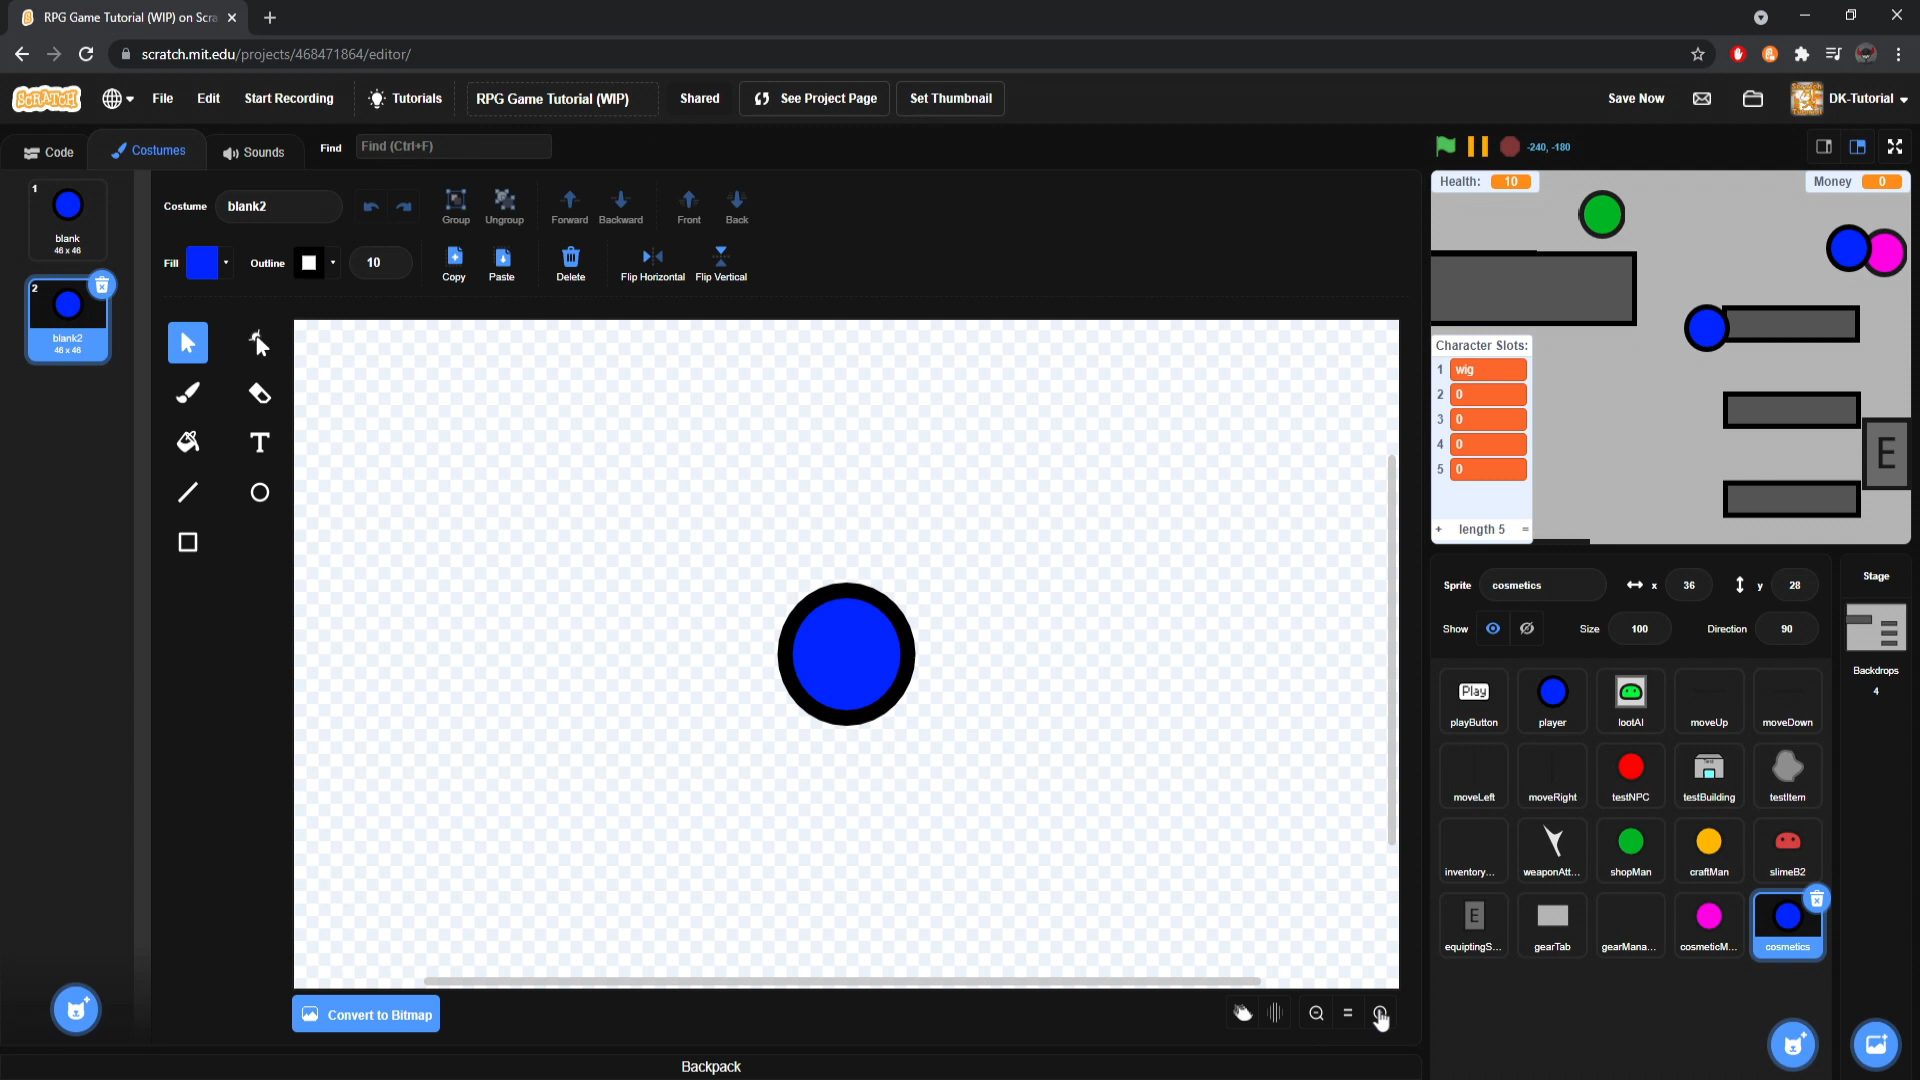 RPG Game Tutorial (WIP) on Scra
scratch.mit.edu/projects/468471864/editor/
SCRATCH
File
Edit
Start Recording
Tutorials
RPG Game Tutorial (WIP)
Shared
See Project Page
Set Thumbnail
Save Now
DK-Tutorial
Code
Costumes
Sounds
Find
Find (Ctrl+F)
-240, -180
1
blank
46 x 46
2
blank2
46 x 46
Costume
blank2
Group
Ungroup
Forward
Backward
Front
Back
Fill
Outline
10
Copy
Paste
Delete
Flip Horizontal
Flip Vertical
T
Convert to Bitmap
Backpack
Health: 10
Money 0
E
Character Slots:
1 wig
2 0
3 0
4 0
5 0
+ length 5 =
Sprite
cosmetics
x
36
y
28
Show
Size
100
Direction
90
Stage
Backdrops
4
Play
playButton
player
lootAI
moveUp
moveDown
moveLeft
moveRight
testNPC
testBuilding
testItem
inventory...
weaponAtt...
shopMan
craftMan
slimeB2
E
equiptingS...
gearTab
gearMana...
cosmeticM...
cosmetics